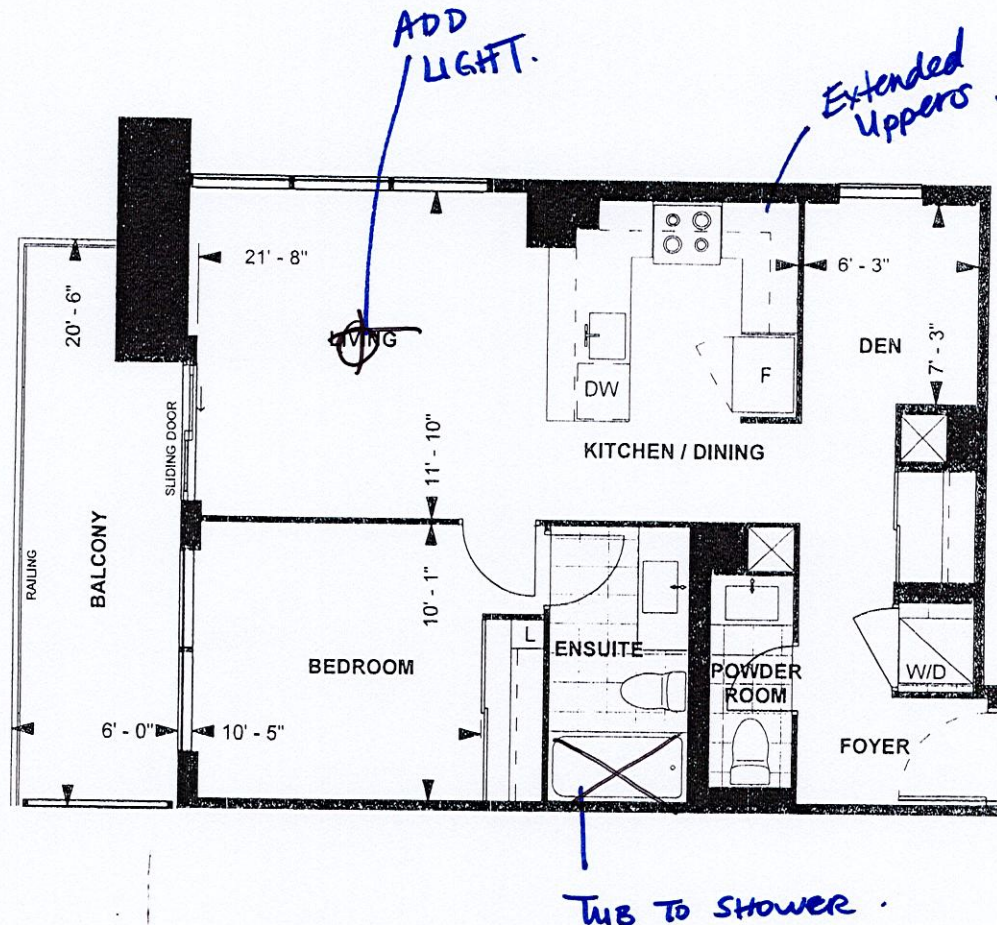 ADD
LIGHT.
Extended
Uppers.
21' - 8"
6' - 3"
20' - 6"
LIVING
DEN
7' - 3"
DW
F
SLIDING DOOR
11' - 10"
KITCHEN / DINING
RAILING
BALCONY
10' - 1"
L
ENSUITE
BEDROOM
POWDER
ROOM
W/D
6' - 0"
10' - 5"
FOYER
TUB TO SHOWER.